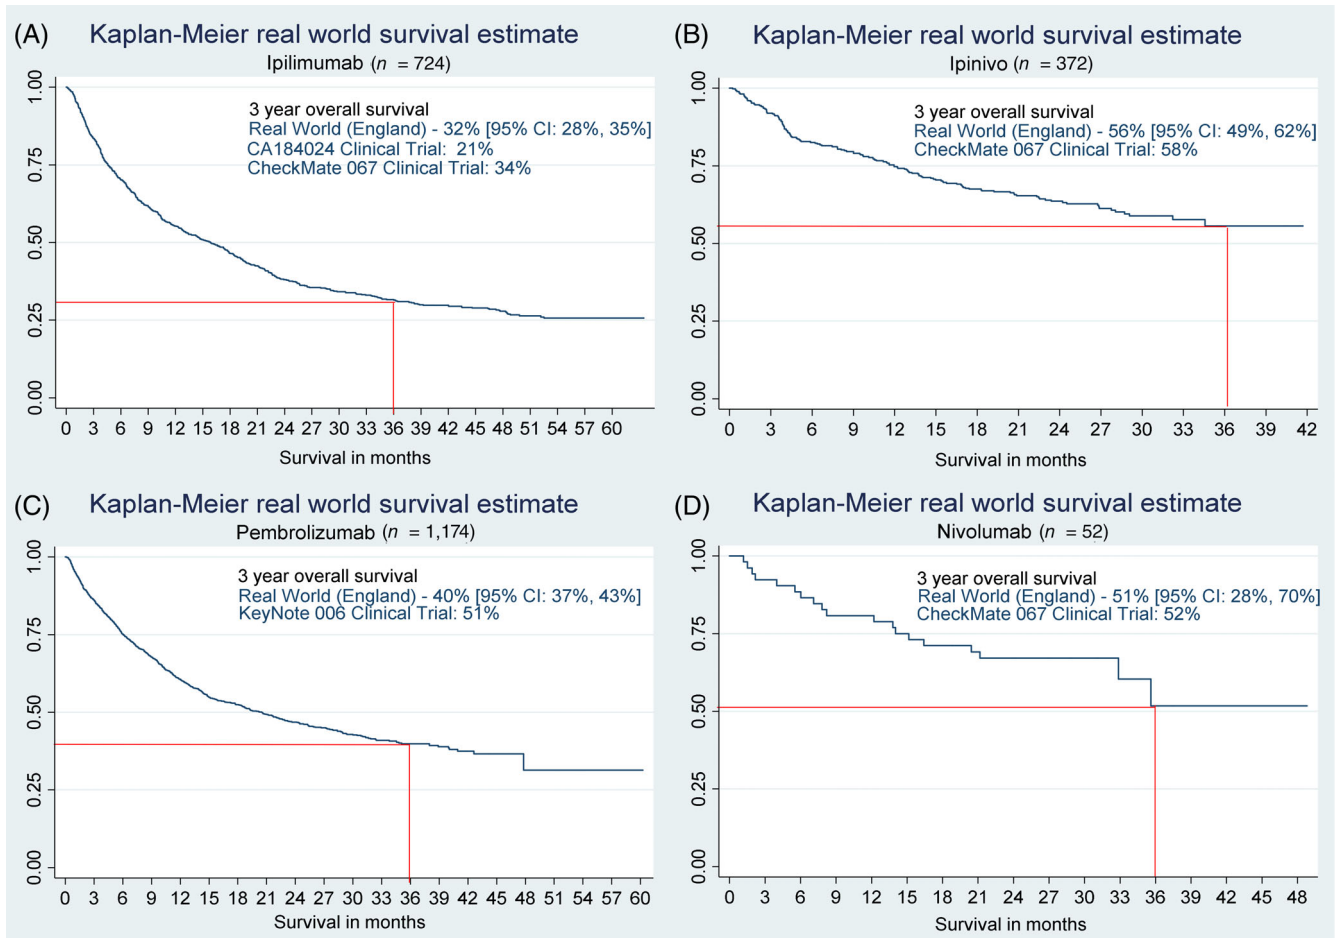 (A)
Kaplan-Meier real world survival estimate
Ipilimumab (n = 724)
1.00
0.75
0.50
0.25
0.00
3 year overall survival
Real World (England) - 32% [95% CI: 28%, 35%]
CA184024 Clinical Trial: 21%
CheckMate 067 Clinical Trial: 34%
0 3 6 9 12 15 18 21 24 27 30 33 36 39 42 45 48 51 54 57 60
Survival in months
(B)
Kaplan-Meier real world survival estimate
Ipinivo (n = 372)
1.00
0.75
0.50
0.25
0.00
3 year overall survival
Real World (England) - 56% [95% CI: 49%, 62%]
CheckMate 067 Clinical Trial: 58%
0 3 6 9 12 15 18 21 24 27 30 33 36 39 42
Survival in months
(C)
Kaplan-Meier real world survival estimate
Pembrolizumab (n = 1,174)
1.00
0.75
0.50
0.25
0.00
3 year overall survival
Real World (England) - 40% [95% CI: 37%, 43%]
KeyNote 006 Clinical Trial: 51%
0 3 6 9 12 15 18 21 24 27 30 33 36 39 42 45 48 51 54 57 60
Survival in months
(D)
Kaplan-Meier real world survival estimate
Nivolumab (n = 52)
1.00
0.75
0.50
0.25
0.00
3 year overall survival
Real World (England) - 51% [95% CI: 28%, 70%]
CheckMate 067 Clinical Trial: 52%
0 3 6 9 12 15 18 21 24 27 30 33 36 39 42 45 48
Survival in months